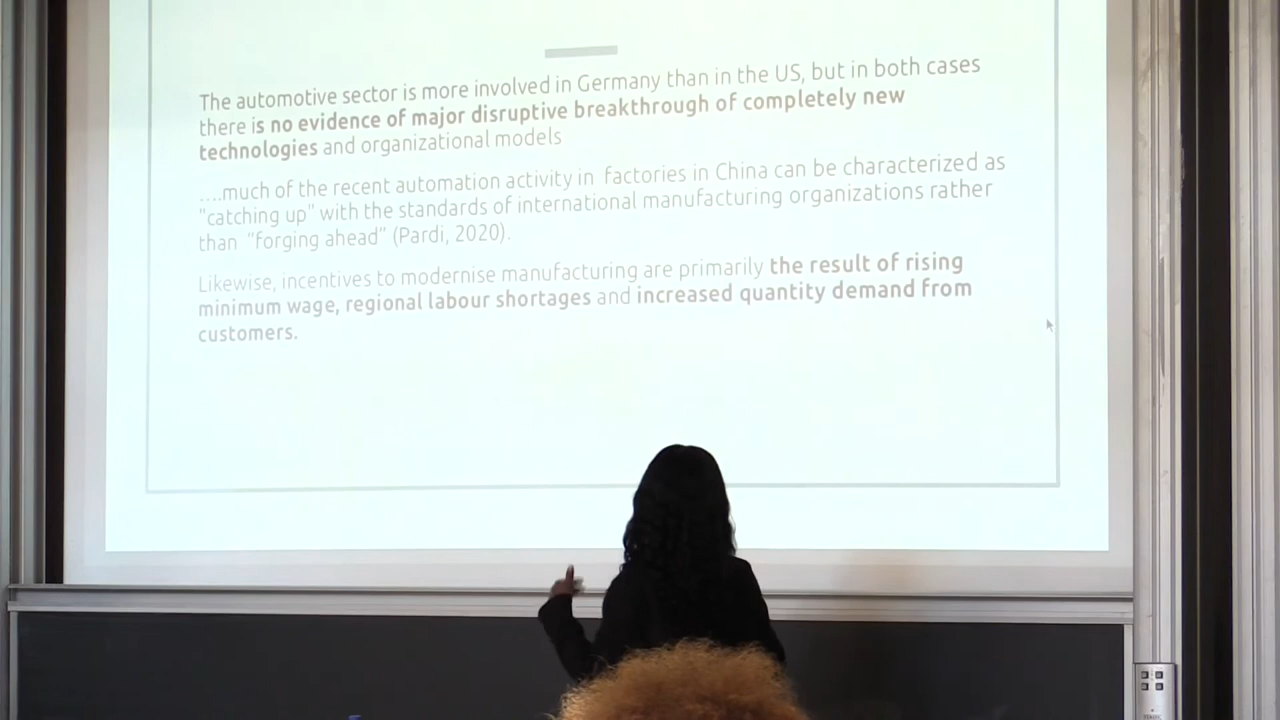 The automotive sector is more involved in Germany than in the US, but in both cases
there is no evidence of major disruptive breakthrough of completely new
technologies and organizational models
....much of the recent automation activity in factories in China can be characterized as
"catching up" with the standards of international manufacturing organizations rather
than "forging ahead" (Pardi, 2020).
Likewise, incentives to modernise manufacturing are primarily the result of rising
minimum wage, regional labour shortages and increased quantity demand from
customers.